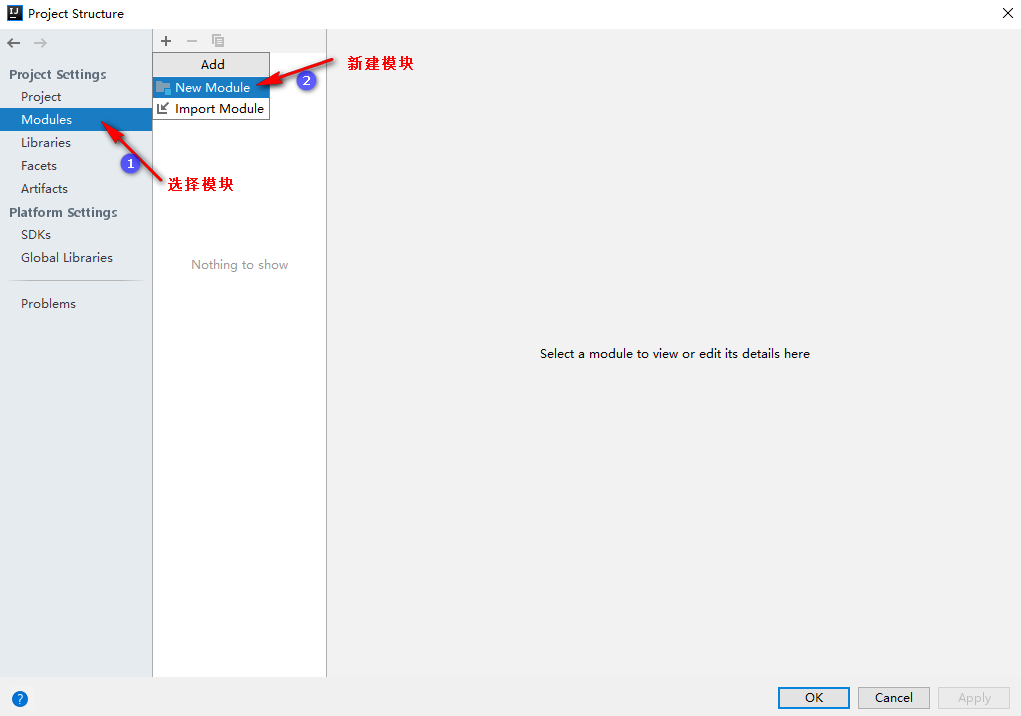 Project Structure
Add
新建模块
Project Settings
New Module
2
Project
Import Module
Modules
Libraries
1
Facets
选择模块
Artifacts
Platform Settings
SDKs
Global Libraries
Nothing to show
Problems
Select a module to view or edit its details here
?
OK
Cancel
Apply